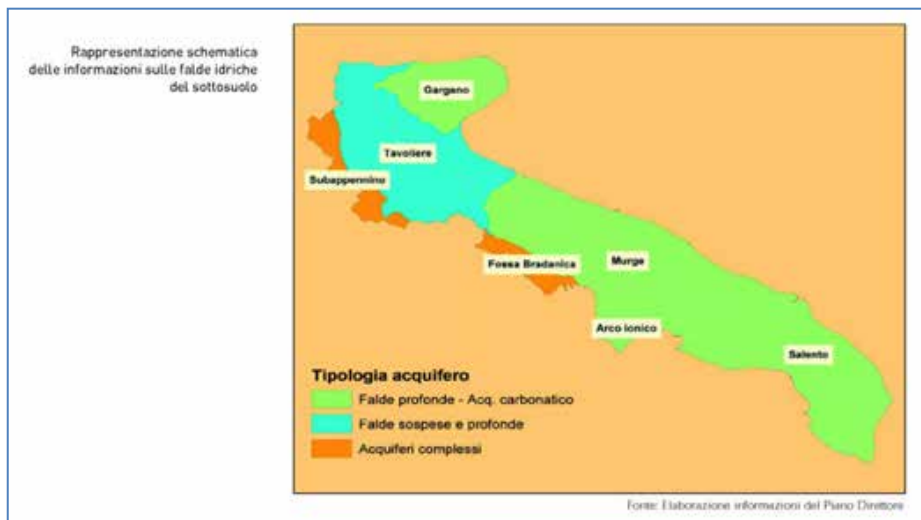 Rappresentazione schematica
delle informazioni sulle falde idriche
del sottosuolo
Gargano
Tavoliere
Subappennino
Fossa Bradanica
Murge
Arco ionico
Salento
Tipologia acquifero
Falde profonde - Acq. carbonatico
Falde sospese e profonde
Acquiferi complessi
Fonte: Elaborazione informazioni del Piano Direttore